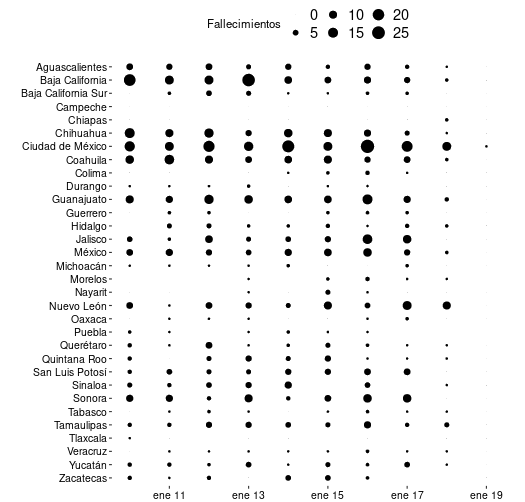 Fallecimientos
0 10 20
5 15 25
Aguascalientes
Baja California
Baja California Sur
Campeche
Chiapas
Chihuahua
Ciudad de México
Coahuila
Colima
Durango
Guanajuato
Guerrero
Hidalgo
Jalisco
México
Michoacán
Morelos
Nayarit
Nuevo León
Oaxaca
Puebla
Querétaro
Quintana Roo
San Luis Potosí
Sinaloa
Sonora
Tabasco
Tamaulipas
Tlaxcala
Veracruz
Yucatán
Zacatecas
ene 11 ene 13 ene 15 ene 17 ene 19